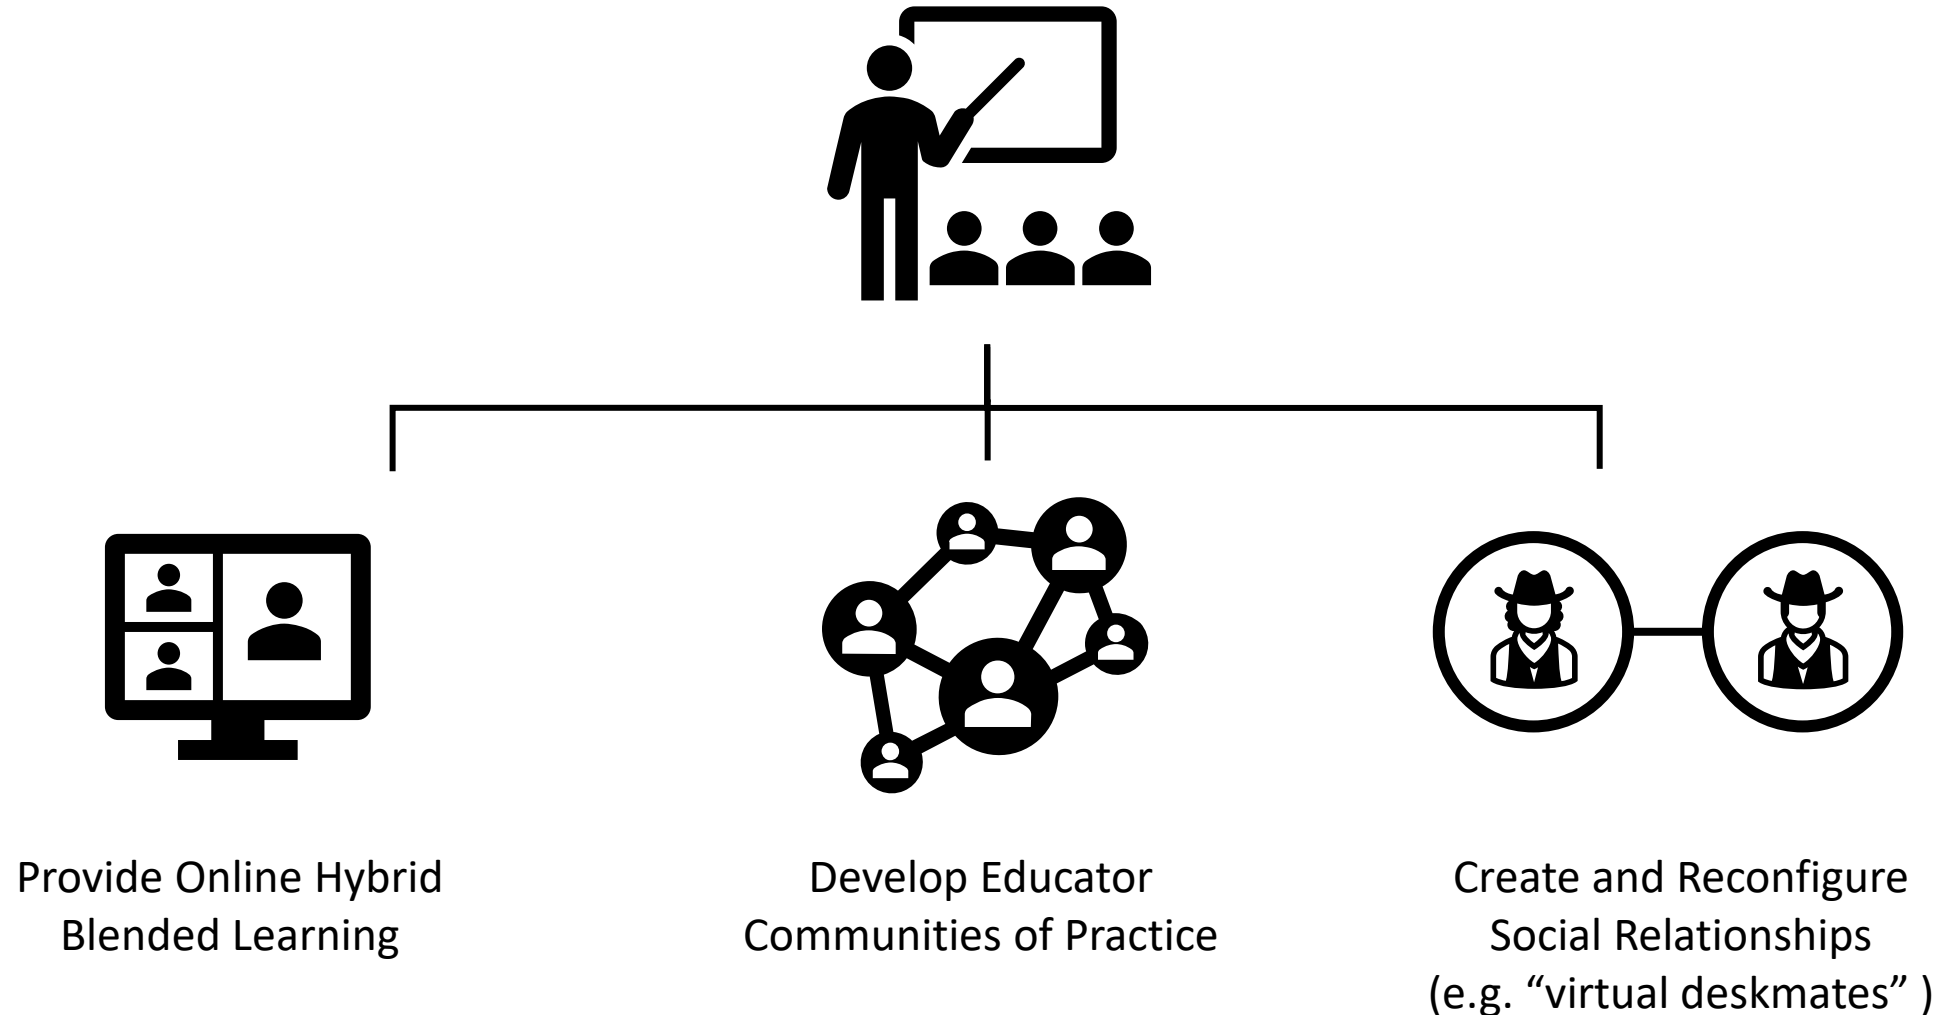 Provide Online Hybrid
Blended Learning
Develop Educator
Communities of Practice
Create and Reconfigure
Social Relationships
(e.g. “virtual deskmates” )